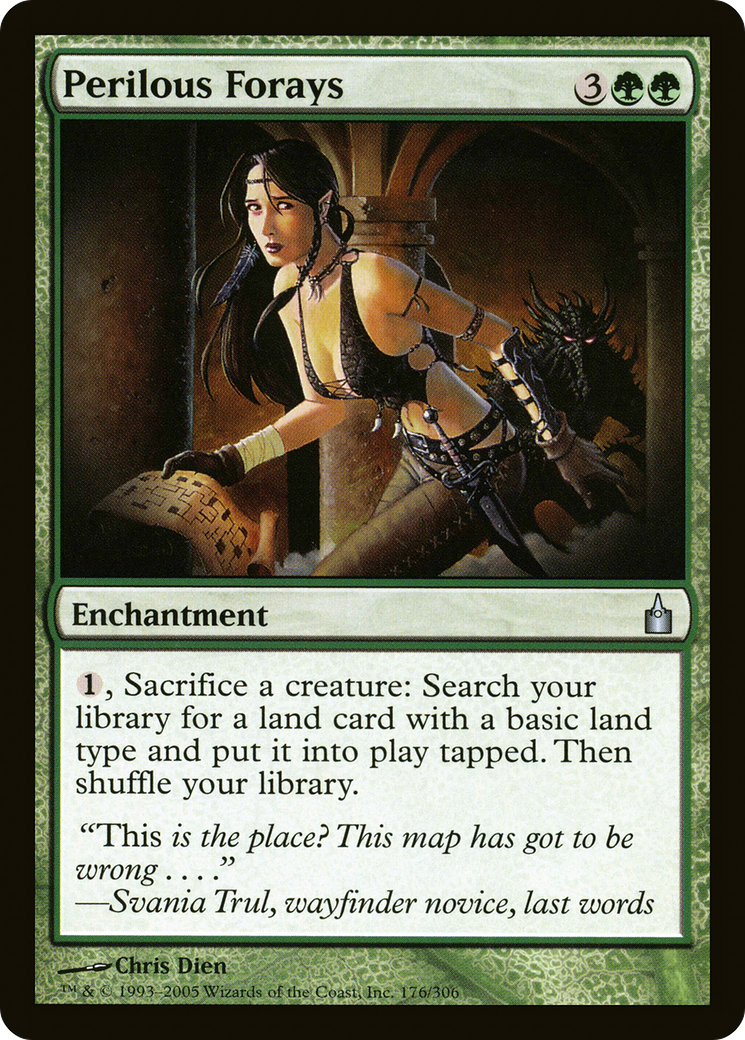 Perilous Forays 3
Enchantment
1, Sacrifice a creature: Search your
library for a land card with a basic land
type and put it into play tapped. Then
shuffle your library.
“This is the place? This map has got to be
wrong . . . .”
—Svania Trul, wayfinder novice, last words
Chris Dien
™ & © 1993–2005 Wizards of the Coast, Inc. 176/306